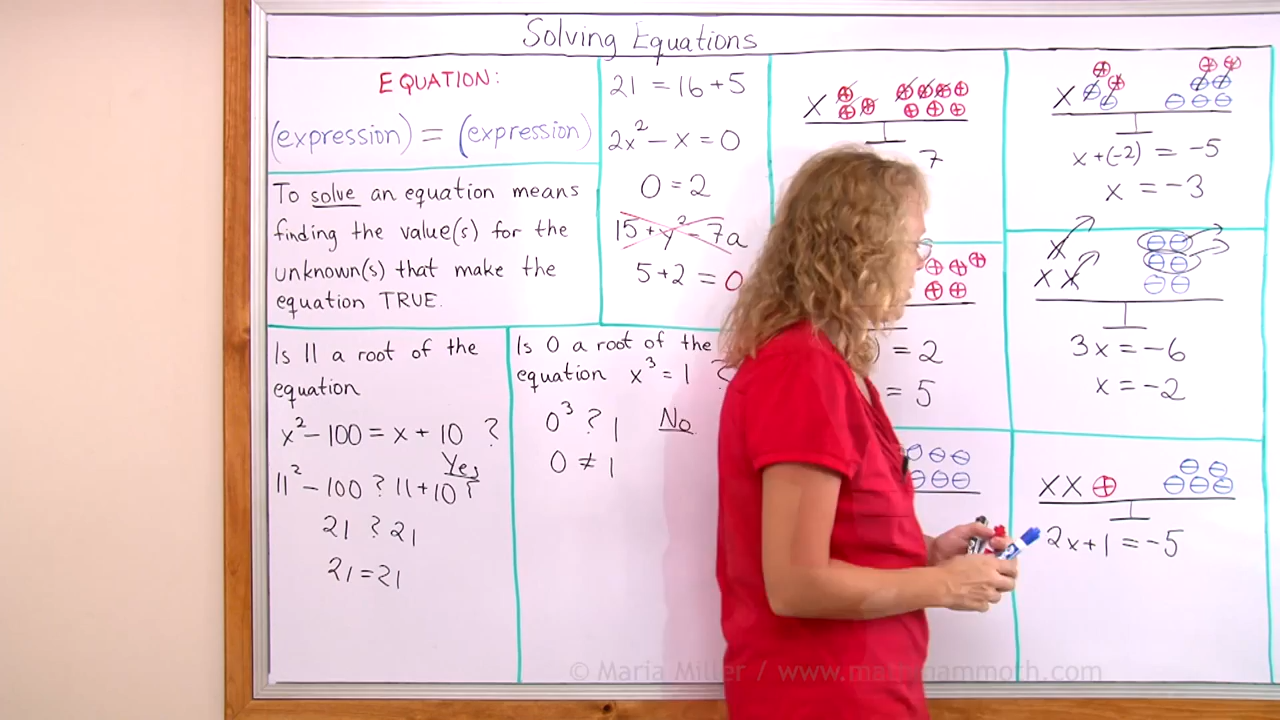 Solving Equations
EQUATION:
(expression) = (expression)
To solve an equation means
finding the value(s) for the
unknown(s) that make the
equation TRUE.
21 = 16 + 5
2x² − x = 0
0 = 2
15 + y² − 7a
5 + 2 = 0
Is 11 a root of the
equation
x² − 100 = x + 10 ?
Yes
11² − 100 ? 11 + 10 ?
21 ? 21
21 = 21
Is 0 a root of the
equation x³ = 1 ?
0³ ? 1 No
0 ≠ 1
X
7
) = 2
= 5
X
x + (−2) = −5
x = −3
X
X X
3x = −6
x = −2
X X
2x + 1 = −5
© Maria Miller / www.mathmammoth.com